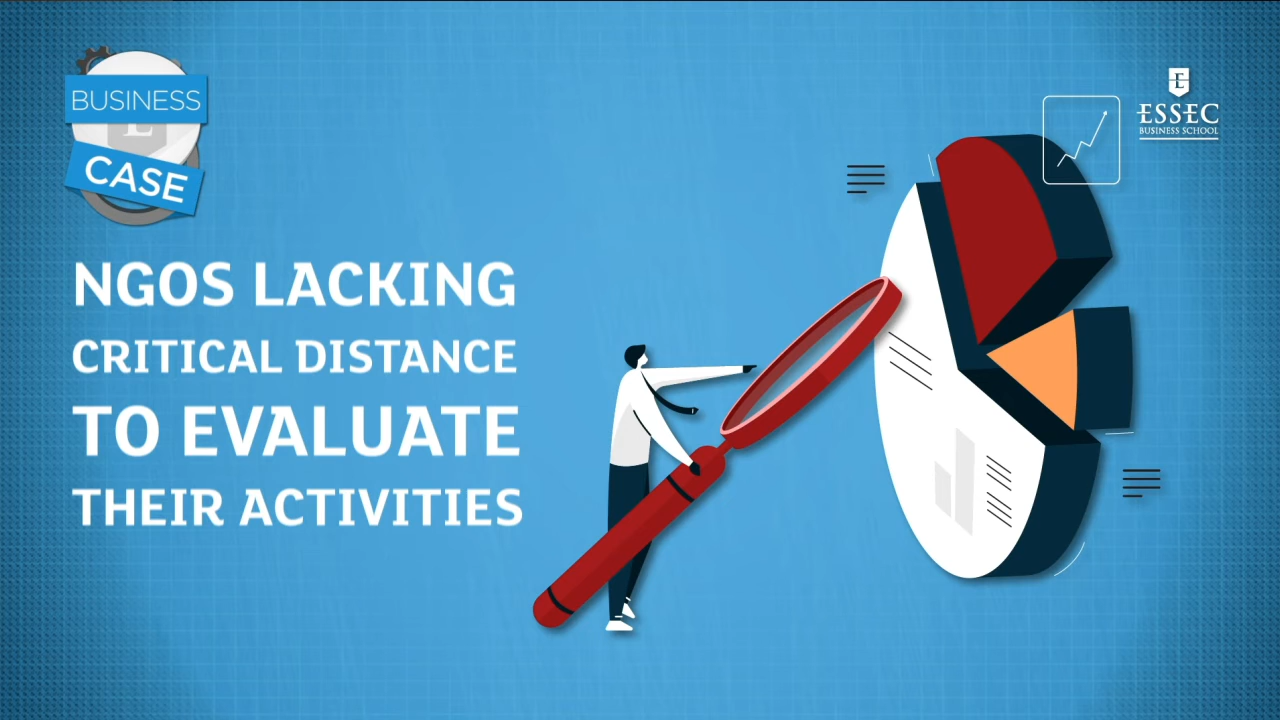 BUSINESS
CASE
E
ESSEC
BUSINESS SCHOOL
NGOS LACKING
CRITICAL DISTANCE
TO EVALUATE
THEIR ACTIVITIES